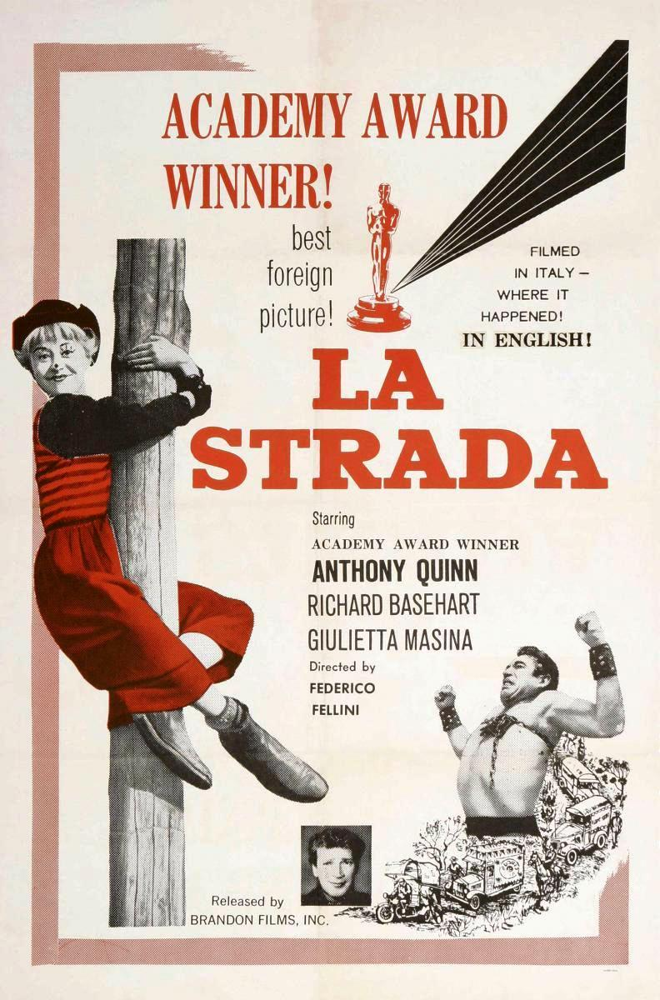 ACADEMY AWARD
WINNER!
best
foreign
picture!
FILMED
IN ITALY —
WHERE IT
HAPPENED!
IN ENGLISH!
LA
STRADA
Starring
ACADEMY AWARD WINNER
ANTHONY QUINN
RICHARD BASEHART
GIULIETTA MASINA
Directed by
FEDERICO
FELLINI
Released by
BRANDON FILMS, INC.